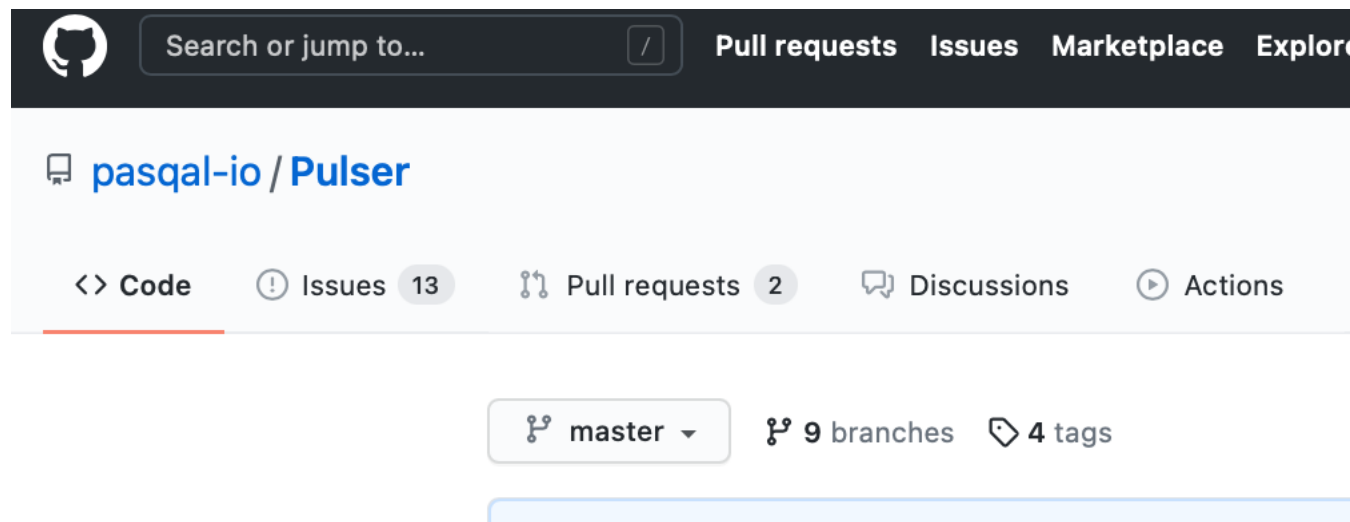 Search or jump to... / Pull requests Issues Marketplace Explore
pasqal-io / Pulser
<> Code Issues 13 Pull requests 2 Discussions Actions
master 9 branches 4 tags